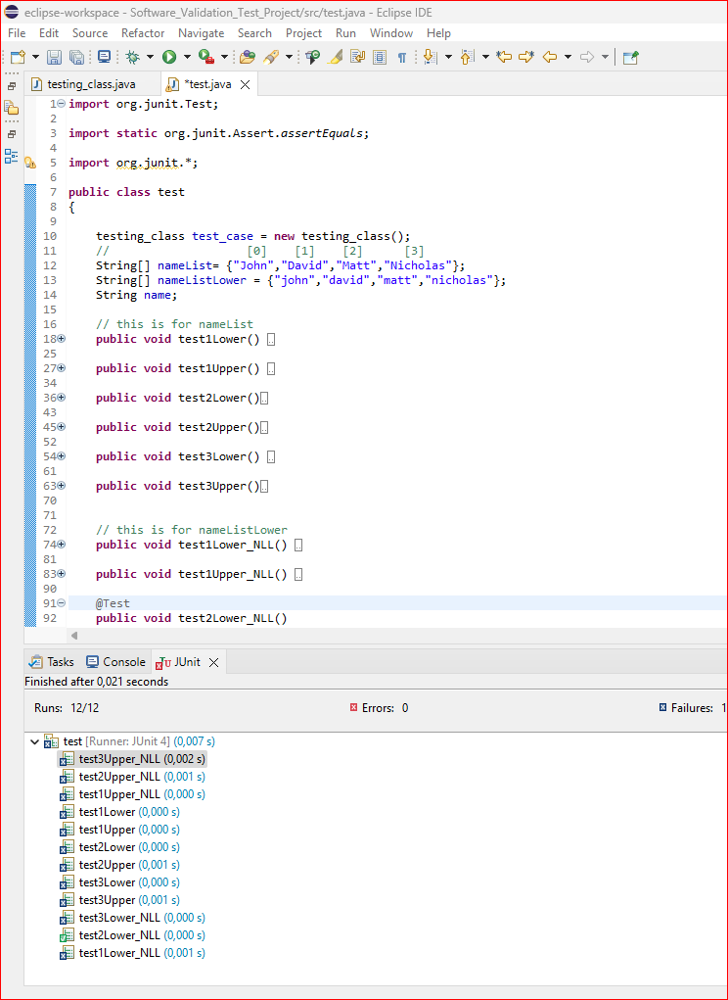 eclipse-workspace - Software_Validation_Test_Project/src/test.java - Eclipse IDE
File Edit Source Refactor Navigate Search Project Run Window Help
testing_class.java *test.java
1 import org.junit.Test;
2
3 import static org.junit.Assert.assertEquals;
4
5 import org.junit.*;
6
7 public class test
8 {
9
10 testing_class test_case = new testing_class();
11 // [0] [1] [2] [3]
12 String[] nameList= {"John","David","Matt","Nicholas"};
13 String[] nameListLower = {"john","david","matt","nicholas"};
14 String name;
15
16 // this is for nameList
18 public void test1Lower()
25
27 public void test1Upper()
34
36 public void test2Lower()
43
45 public void test2Upper()
52
54 public void test3Lower()
61
63 public void test3Upper()
70
71
72 // this is for nameListLower
74 public void test1Lower_NLL()
81
83 public void test1Upper_NLL()
90
91 @Test
92 public void test2Lower_NLL()
Tasks Console JUnit
Finished after 0,021 seconds
Runs: 12/12 Errors: 0 Failures: 1
test [Runner: JUnit 4] (0,007 s)
test3Upper_NLL (0,002 s)
test2Upper_NLL (0,001 s)
test1Upper_NLL (0,000 s)
test1Lower (0,000 s)
test1Upper (0,000 s)
test2Lower (0,000 s)
test2Upper (0,001 s)
test3Lower (0,000 s)
test3Upper (0,001 s)
test3Lower_NLL (0,000 s)
test2Lower_NLL (0,000 s)
test1Lower_NLL (0,001 s)